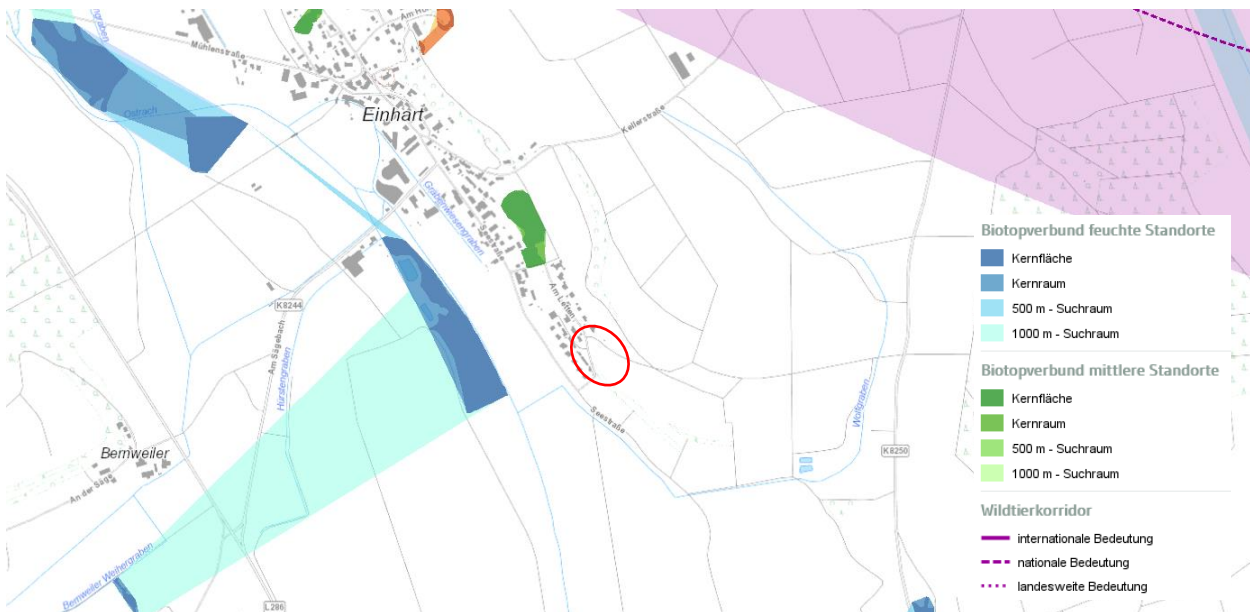 Mühlenstraße
Ostrach
Einhart
Kellerstraße
Grabenwiesengraben
K8244
Am Leiten
Am Sägebach
Hürstengraben
Seestraße
Wolfgraben
K8250
Bernweiler
An der Säge
Bernweiler Weihergraben
L286
Biotopverbund feuchte Standorte
Kernfläche
Kernraum
500 m - Suchraum
1000 m - Suchraum
Biotopverbund mittlere Standorte
Kernfläche
Kernraum
500 m - Suchraum
1000 m - Suchraum
Wildtierkorridor
internationale Bedeutung
nationale Bedeutung
landesweite Bedeutung